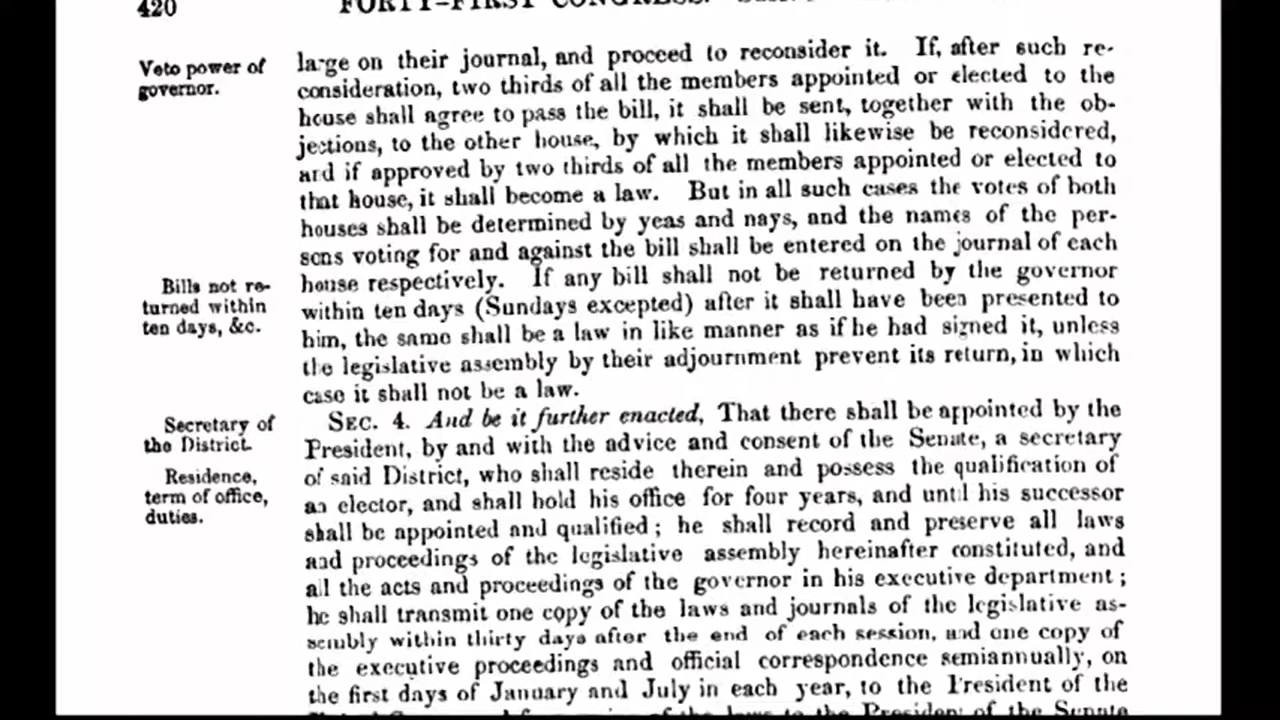 420
FORTY-FIRST CONGRESS.
Veto power of
governor.
large on their journal, and proceed to reconsider it. If, after such re-
consideration, two thirds of all the members appointed or elected to the
house shall agree to pass the bill, it shall be sent, together with the ob-
jections, to the other house, by which it shall likewise be reconsidered,
and if approved by two thirds of all the members appointed or elected to
that house, it shall become a law. But in all such cases the votes of both
houses shall be determined by yeas and nays, and the names of the per-
sons voting for and against the bill shall be entered on the journal of each
Bills not re-
turned within
ten days, &c.
house respectively. If any bill shall not be returned by the governor
within ten days (Sundays excepted) after it shall have been presented to
him, the same shall be a law in like manner as if he had signed it, unless
the legislative assembly by their adjournment prevent its return, in which
case it shall not be a law.
Secretary of
the District.
Residence,
term of office,
duties.
SEC. 4. And be it further enacted, That there shall be appointed by the
President, by and with the advice and consent of the Senate, a secretary
of said District, who shall reside therein and possess the qualification of
an elector, and shall hold his office for four years, and until his successor
shall be appointed and qualified; he shall record and preserve all laws
and proceedings of the legislative assembly hereinafter constituted, and
all the acts and proceedings of the governor in his executive department;
he shall transmit one copy of the laws and journals of the legislative as-
sembly within thirty days after the end of each session, and one copy of
the executive proceedings and official correspondence semiannually, on
the first days of January and July in each year, to the President of the
of the laws to the President of the Senate